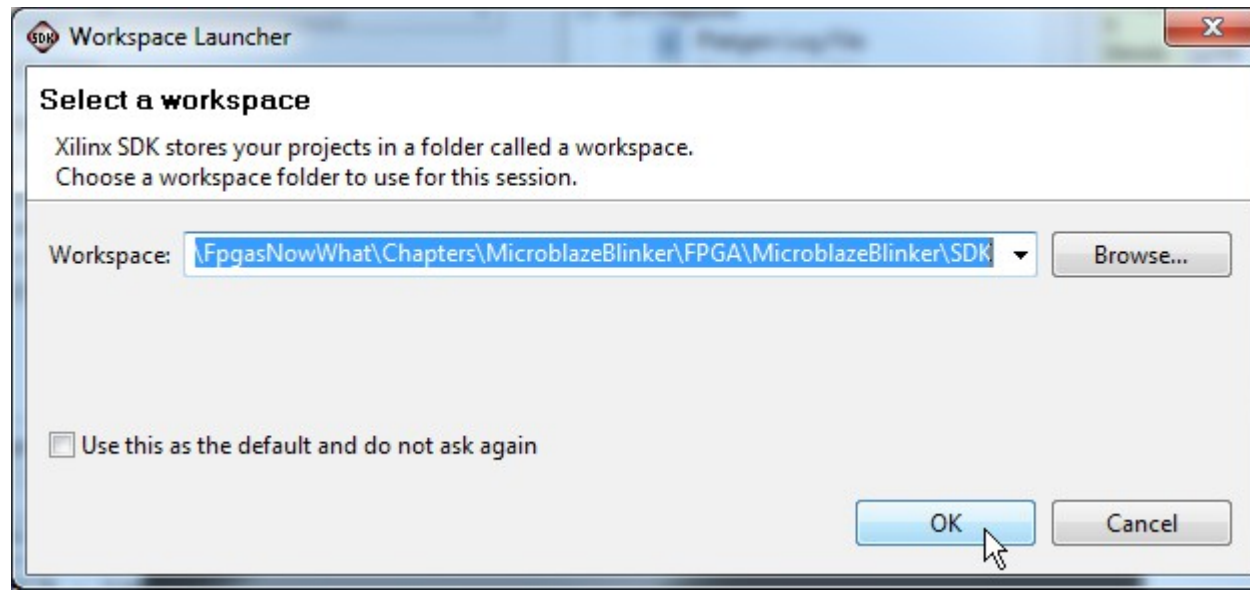 SDK Workspace Launcher
Select a workspace
Xilinx SDK stores your projects in a folder called a workspace.
Choose a workspace folder to use for this session.
Workspace: \FpgasNowWhat\Chapters\MicroblazeBlinker\FPGA\MicroblazeBlinker\SDK Browse...
Use this as the default and do not ask again
OK Cancel